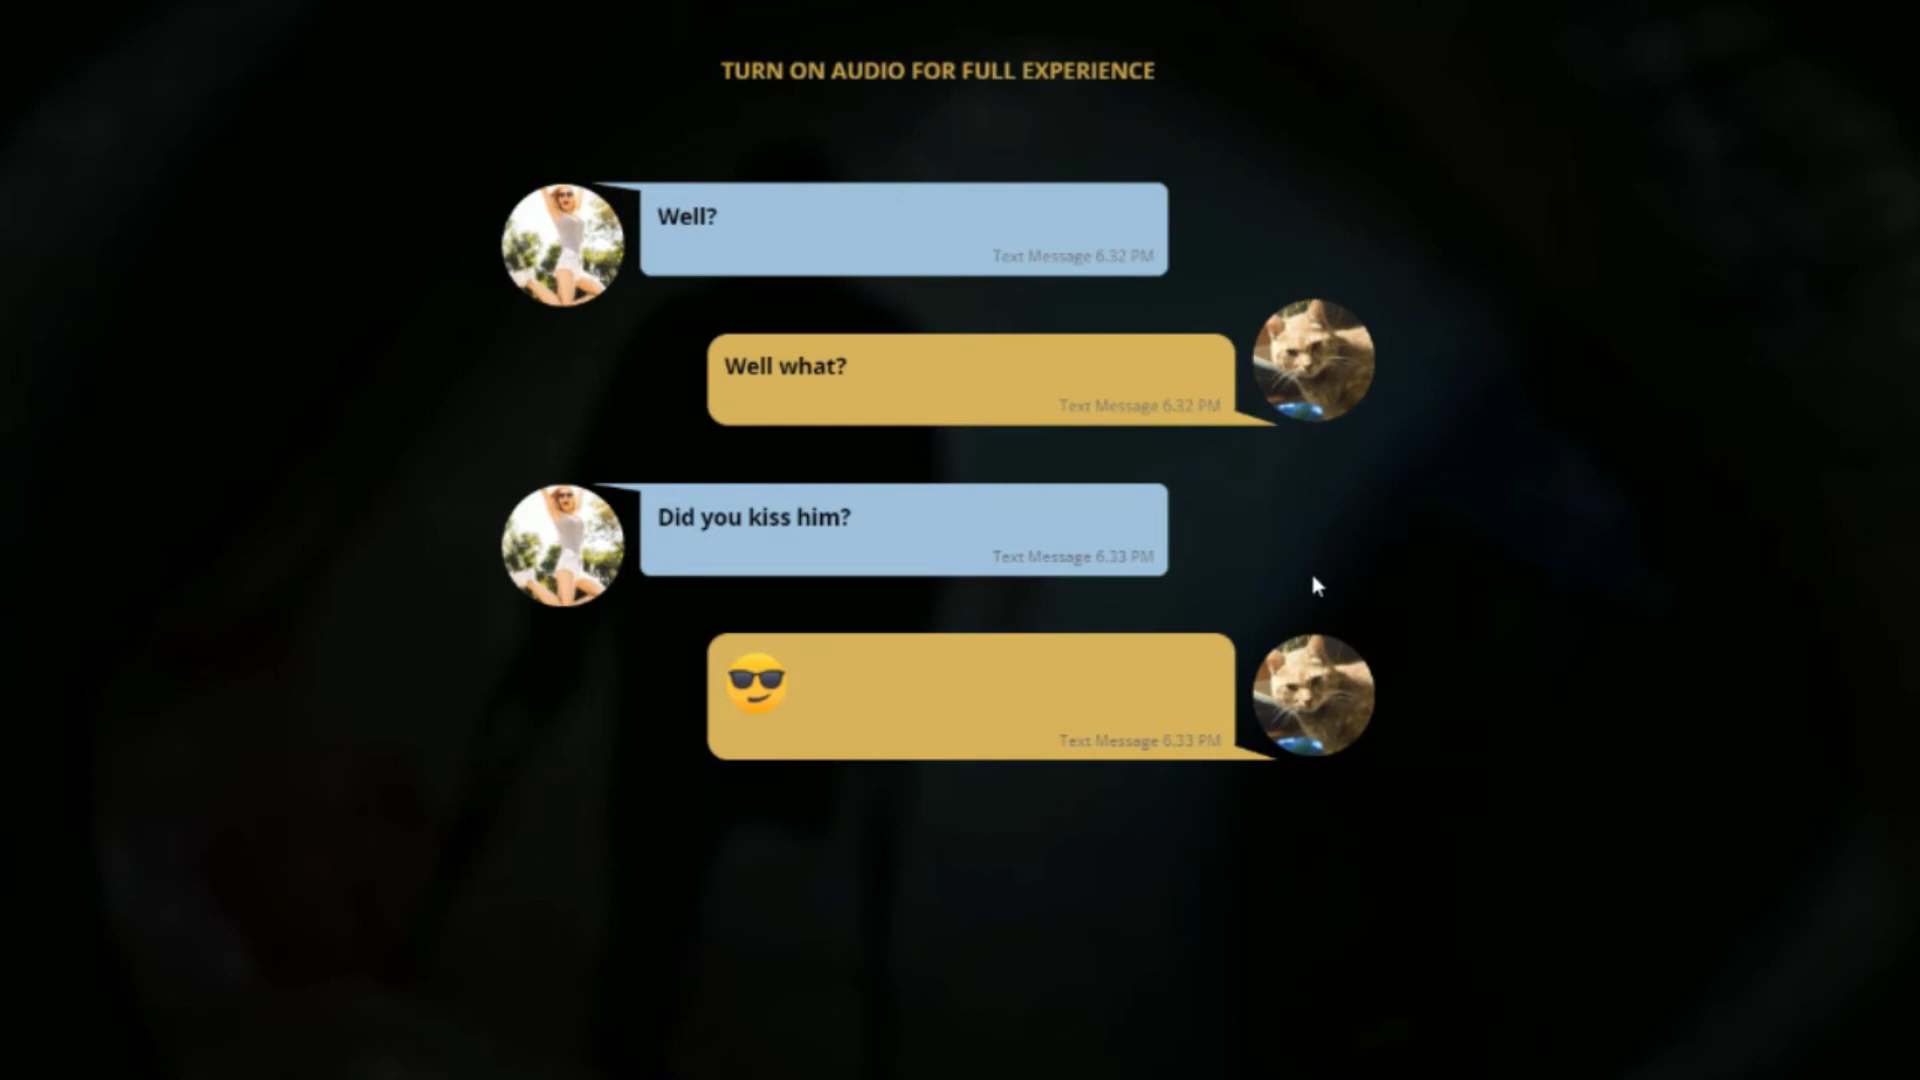 TURN ON AUDIO FOR FULL EXPERIENCE
Well?
Text Message 6.32 PM
Well what?
Text Message 6.32 PM
Did you kiss him?
Text Message 6.33 PM
😎
Text Message 6.33 PM